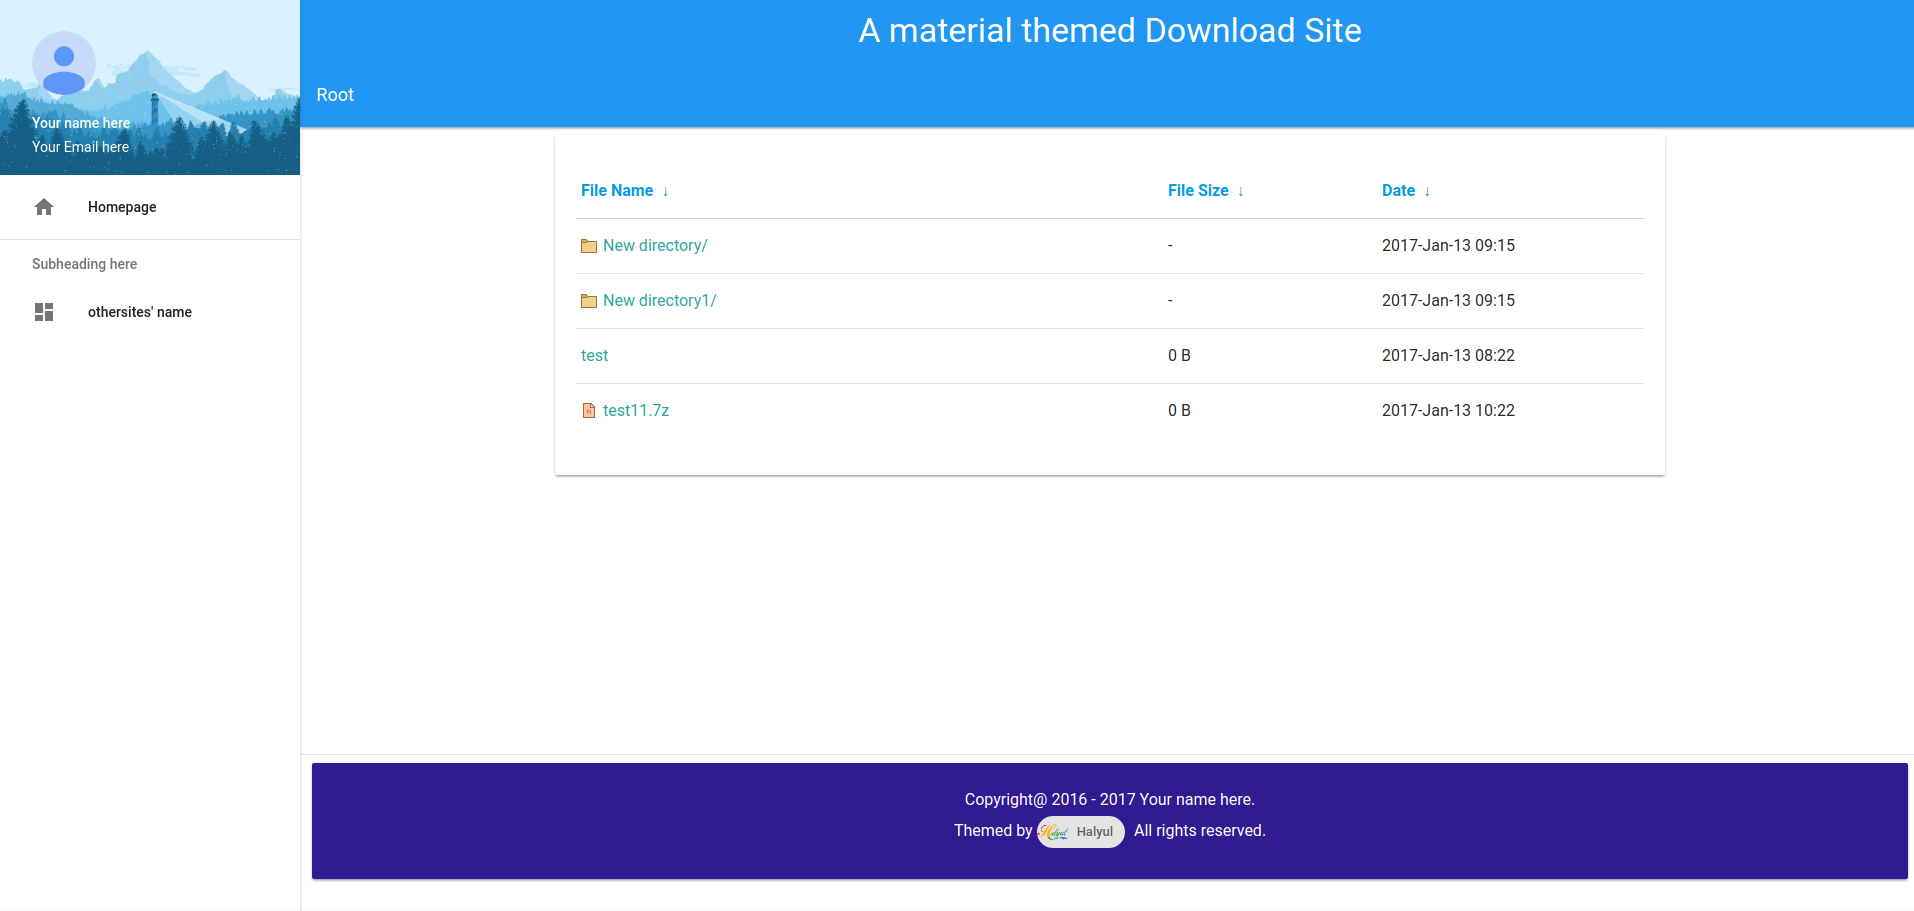 A material themed Download Site
Root
Your name here
Your Email here
Homepage
Subheading here
othersites' name
File Name ↓ File Size ↓ Date ↓
New directory/ - 2017-Jan-13 09:15
New directory1/ - 2017-Jan-13 09:15
test 0 B 2017-Jan-13 08:22
test11.7z 0 B 2017-Jan-13 10:22
Copyright@ 2016 - 2017 Your name here.
Themed by Halyul Halyul All rights reserved.